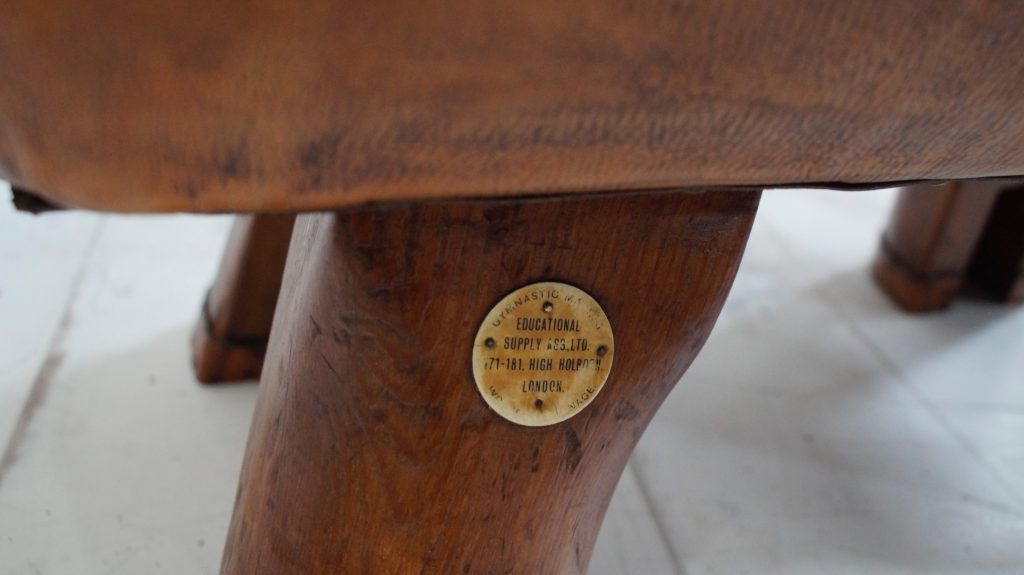 GYMNASTIC
EDUCATIONAL
SUPPLY ASS.,LTD.
171-181, HIGH HOLBORN,
LONDON.